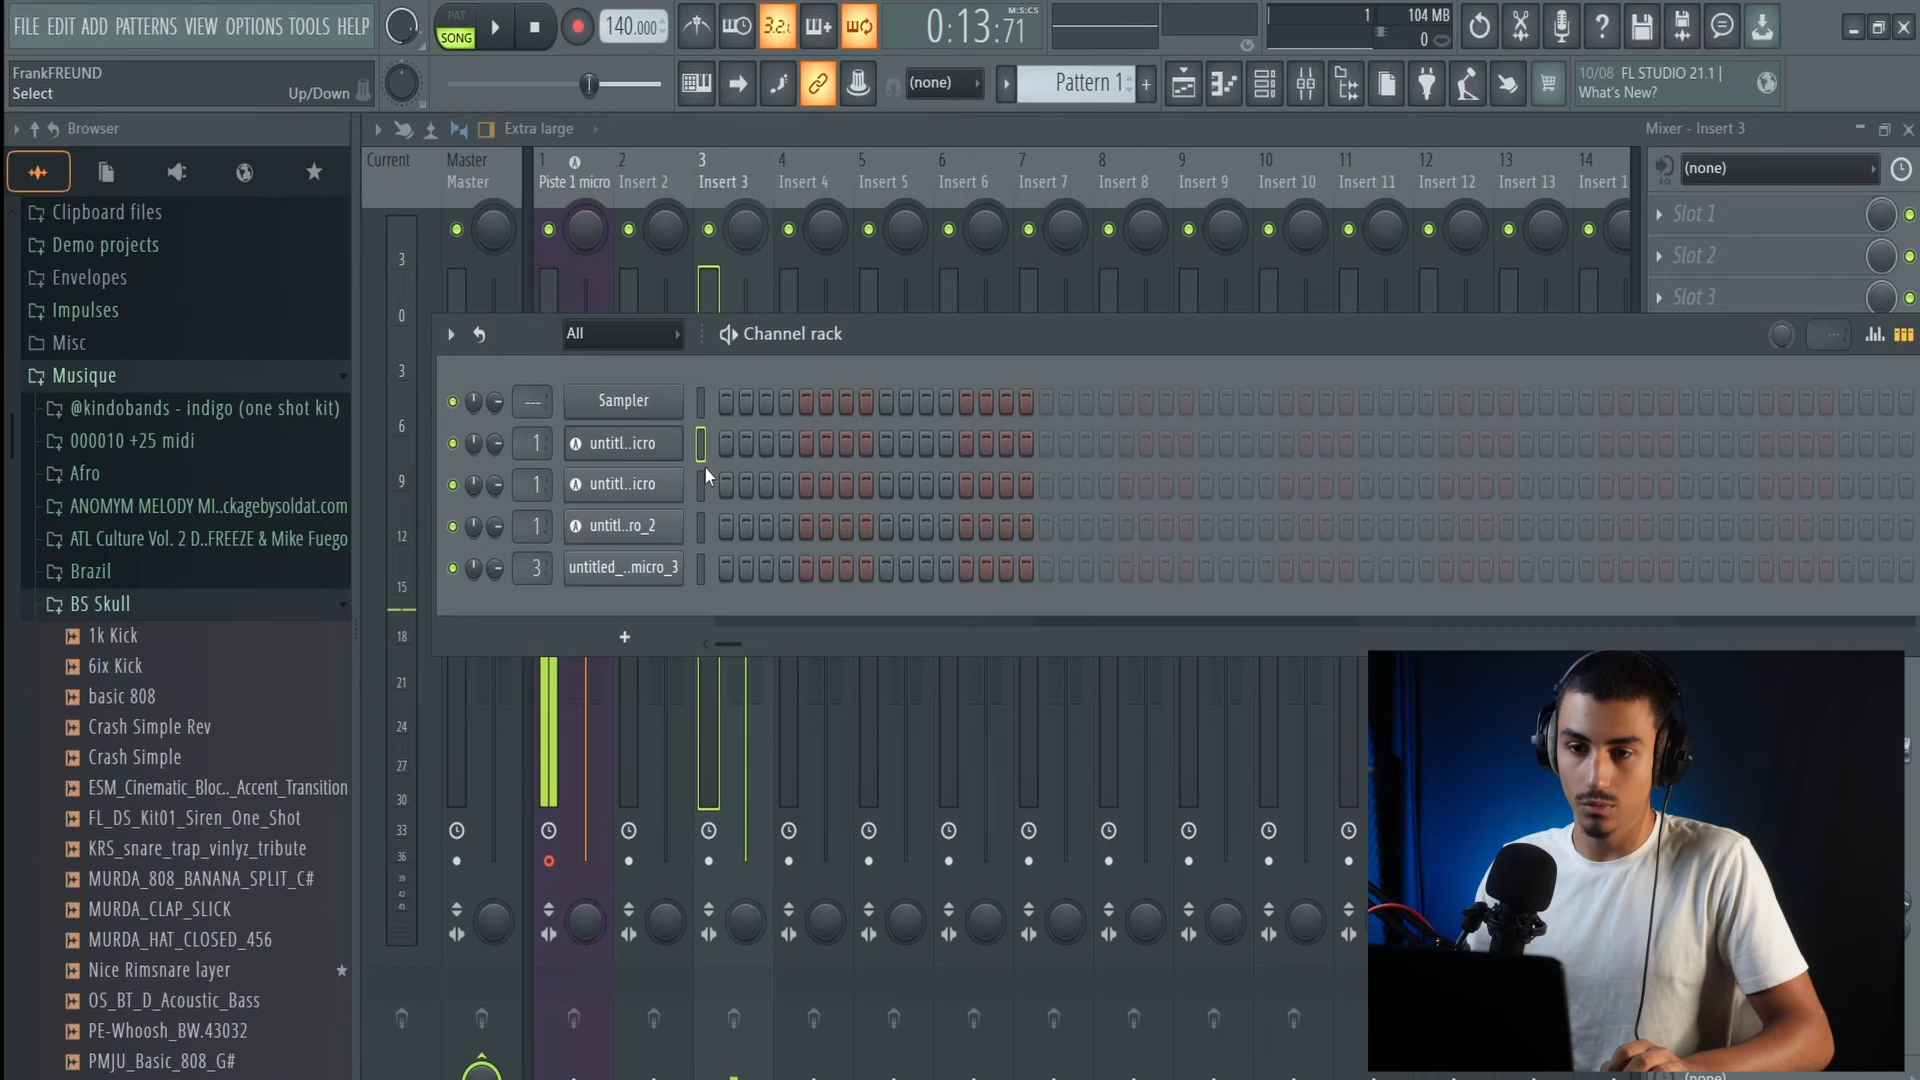 FILE EDIT ADD PATTERNS VIEW OPTIONS TOOLS HELP
PAT
SONG
140.000
3.2.
0:13:71
M:S:CS
1
104 MB
0
FrankFREUND
Select
Up/Down
(none)
Pattern 1
+
10/08 FL STUDIO 21.1 |
What's New?
Browser
Extra large
Mixer - Insert 3
Current
Master
Master
1
Piste 1 micro
2
Insert 2
3
Insert 3
4
Insert 4
5
Insert 5
6
Insert 6
7
Insert 7
8
Insert 8
9
Insert 9
10
Insert 10
11
Insert 11
12
Insert 12
13
Insert 13
14
Insert 1
(none)
EQ
Slot 1
Slot 2
Slot 3
Clipboard files
Demo projects
Envelopes
Impulses
Misc
Musique
@kindobands - indigo (one shot kit)
000010 +25 midi
Afro
ANOMYM MELODY MI..ckagebysoldat.com
ATL Culture Vol. 2 D..FREEZE & Mike Fuego
Brazil
BS Skull
1k Kick
6ix Kick
basic 808
Crash Simple Rev
Crash Simple
ESM_Cinematic_Bloc.._Accent_Transition
FL_DS_Kit01_Siren_One_Shot
KRS_snare_trap_vinlyz_tribute
MURDA_808_BANANA_SPLIT_C#
MURDA_CLAP_SLICK
MURDA_HAT_CLOSED_456
Nice Rimsnare layer
OS_BT_D_Acoustic_Bass
PE-Whoosh_BW.43032
PMJU_Basic_808_G#
All
Channel rack
---
Sampler
1
untitl..icro
1
untitl..icro
1
untitl..ro_2
3
untitled_..micro_3
+
3
0
3
6
9
12
15
18
21
24
27
30
33
36
39
42
45
(none)